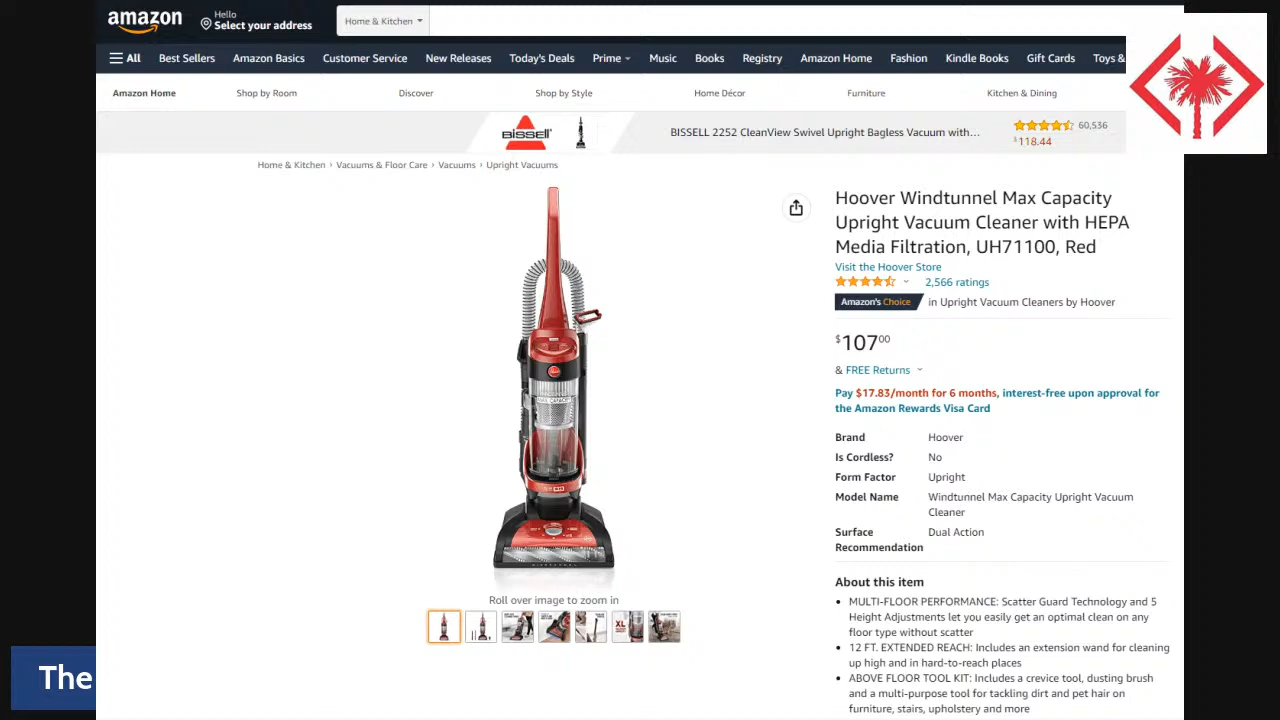 amazon
Hello
Select your address
Home & Kitchen
All
Best Sellers
Amazon Basics
Customer Service
New Releases
Today's Deals
Prime
Music
Books
Registry
Amazon Home
Fashion
Kindle Books
Gift Cards
Toys &
Amazon Home
Shop by Room
Discover
Shop by Style
Home Décor
Furniture
Kitchen & Dining
BISSELL
BISSELL 2252 CleanView Swivel Upright Bagless Vacuum with...
60,536
$118.44
Home & Kitchen › Vacuums & Floor Care › Vacuums › Upright Vacuums
Hoover Windtunnel Max Capacity
Upright Vacuum Cleaner with HEPA
Media Filtration, UH71100, Red
Visit the Hoover Store
2,566 ratings
Amazon's Choice in Upright Vacuum Cleaners by Hoover
$107.00
& FREE Returns
Pay $17.83/month for 6 months, interest-free upon approval for
the Amazon Rewards Visa Card
Brand Hoover
Is Cordless? No
Form Factor Upright
Model Name Windtunnel Max Capacity Upright Vacuum
Cleaner
Surface Dual Action
Recommendation
About this item
• MULTI-FLOOR PERFORMANCE: Scatter Guard Technology and 5
Height Adjustments let you easily get an optimal clean on any
floor type without scatter
• 12 FT. EXTENDED REACH: Includes an extension wand for cleaning
up high and in hard-to-reach places
• ABOVE FLOOR TOOL KIT: Includes a crevice tool, dusting brush
and a multi-purpose tool for tackling dirt and pet hair on
furniture, stairs, upholstery and more
MAX CAPACITY
Roll over image to zoom in
XL
The